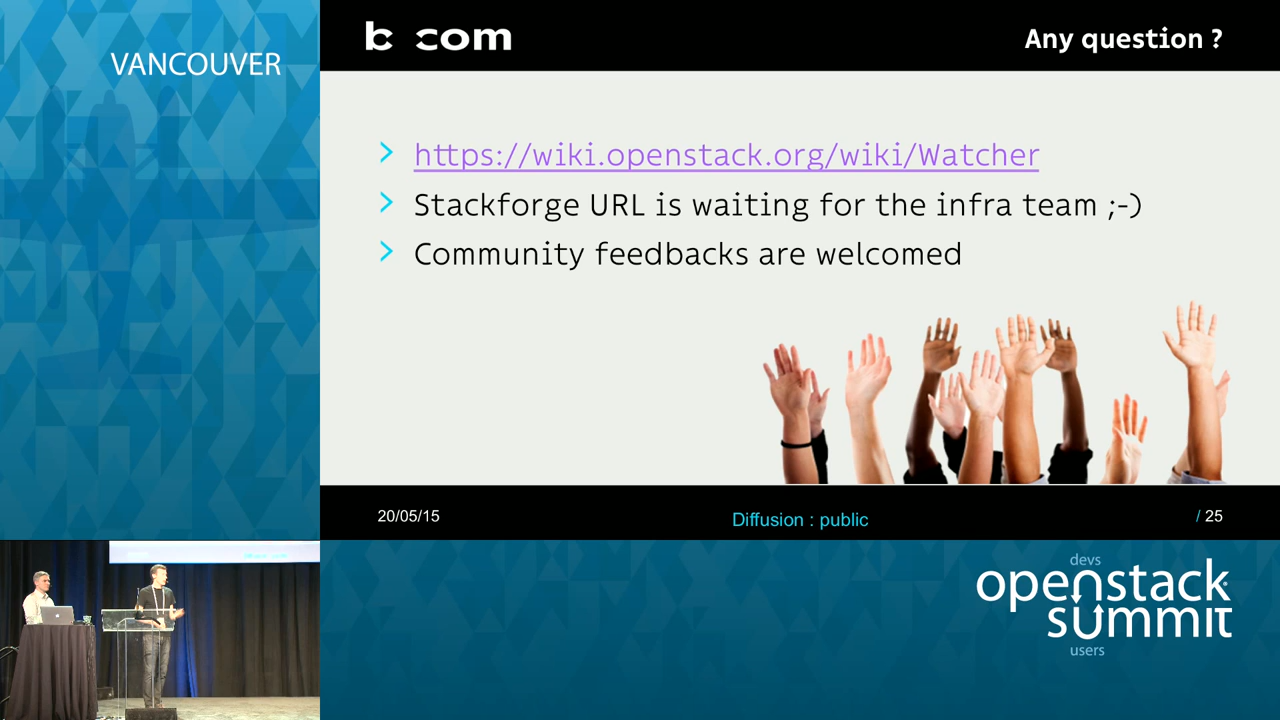 VANCOUVER
b com
Any question ?
https://wiki.openstack.org/wiki/Watcher
Stackforge URL is waiting for the infra team ;-)
Community feedbacks are welcomed
20/05/15
Diffusion : public
/ 25
devs
openstack
summit
users